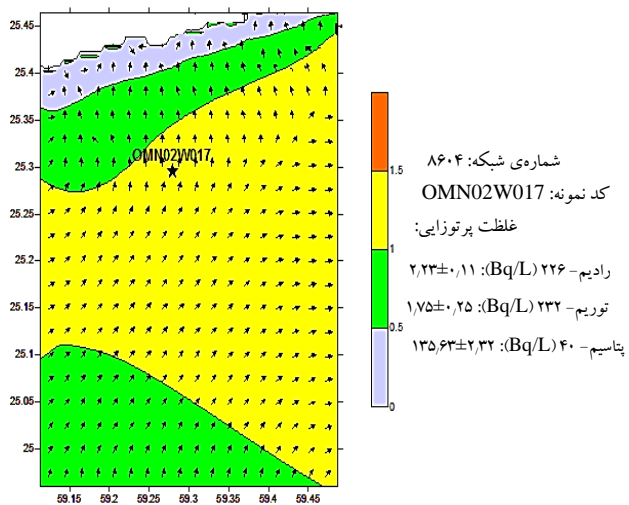 25.45
25.4
25.35
25.3
25.25
25.2
25.15
25.1
25.05
25
59.15 59.2 59.25 59.3 59.35 59.4 59.45
OMN02W017
1.5
1
0.5
0
شماره‌ی شبکه: ۸۶۰۴
کد نمونه: OMN02W017
غلظت پرتوزایی:
رادیم- ۲۲۶ (Bq/L): ۲٫۲۳±۰٫۱۱
توریم- ۲۳۲ (Bq/L): ۱٫۷۵±۰٫۲۵
پتاسیم- ۴۰ (Bq/L): ۱۳۵٫۶۳±۲٫۳۲